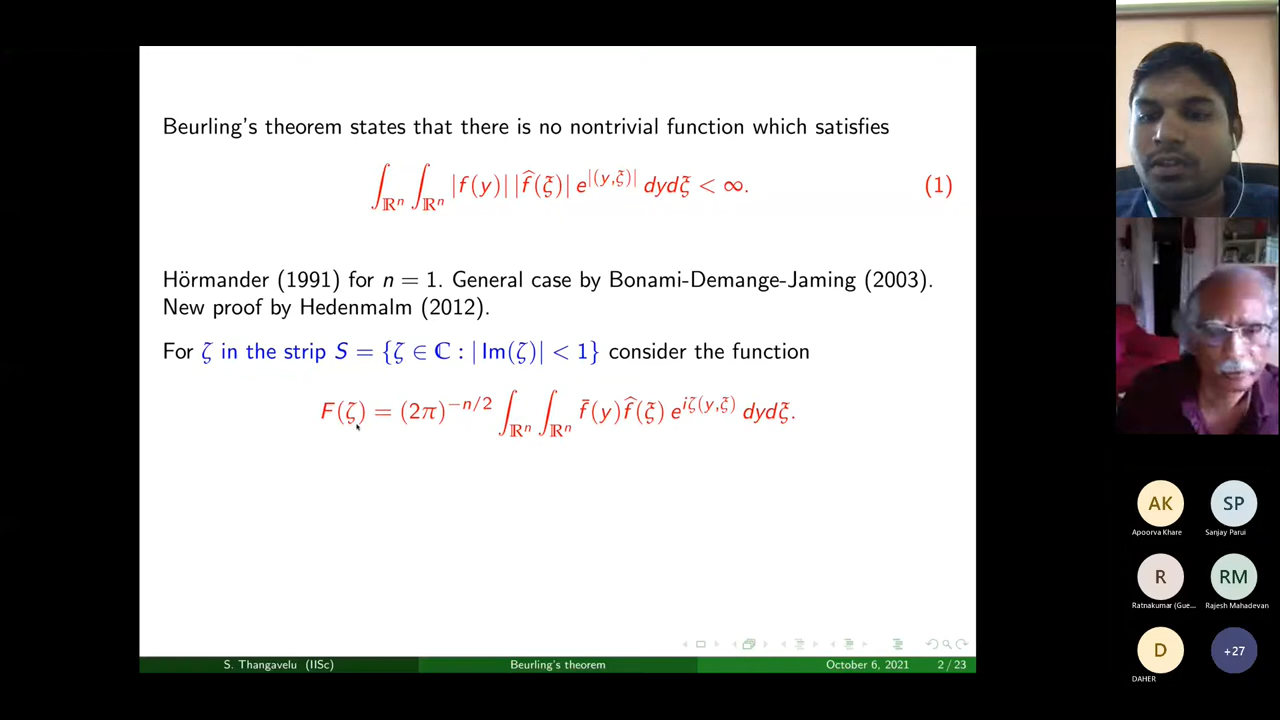 Beurling's theorem states that there is no nontrivial function which satisfies
∫_{ℝⁿ} ∫_{ℝⁿ} |f(y)| |f̂(ξ)| e^{|(y,ξ)|} dydξ < ∞. (1)
Hörmander (1991) for n = 1. General case by Bonami-Demange-Jaming (2003).
New proof by Hedenmalm (2012).
For ζ in the strip S = {ζ ∈ ℂ : | Im(ζ)| < 1} consider the function
F(ζ) = (2π)^{−n/2} ∫_{ℝⁿ} ∫_{ℝⁿ} f̄(y)f̂(ξ) e^{iζ(y,ξ)} dydξ.
S. Thangavelu (IISc) Beurling's theorem October 6, 2021 2 / 23
AK SP
Apoorva Khare Sanjay Parui
R RM
Ratnakumar (Gue... Rajesh Mahadevan
D +27
DAHER